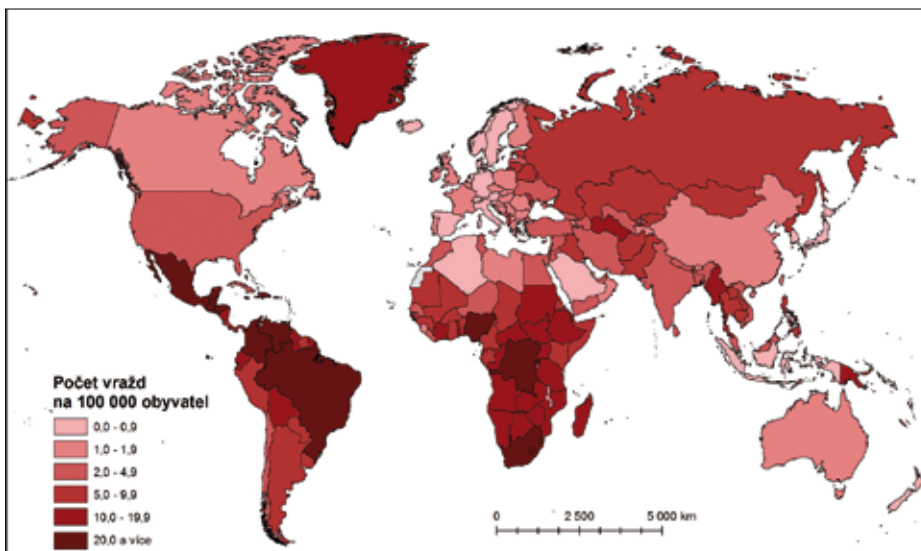 Počet vražd
na 100 000 obyvatel
0,0 - 0,9
1,0 - 1,9
2,0 - 4,9
5,0 - 9,9
10,0 - 19,9
20,0 a více
0 2 500 5 000 km